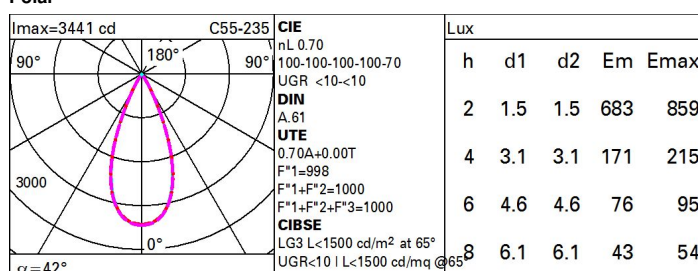 Polar
Imax=3441 cd C55-235
90° 180° 90°
3000
0°
α=42°
CIE
nL 0.70
100-100-100-100-70
UGR <10-<10
DIN
A.61
UTE
0.70A+0.00T
F"1=998
F"1+F"2=1000
F"1+F"2+F"3=1000
CIBSE
LG3 L<1500 cd/m² at 65°
UGR<10 | L<1500 cd/mq @65°
Lux
h d1 d2 Em Emax
2 1.5 1.5 683 859
4 3.1 3.1 171 215
6 4.6 4.6 76 95
8 6.1 6.1 43 54